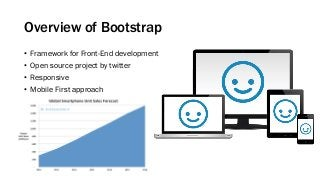 Overview of Bootstrap
• Framework for Front-End development
• Open source project by twitter
• Responsive
• Mobile First approach
Global Smartphone Unit Sales Forecast